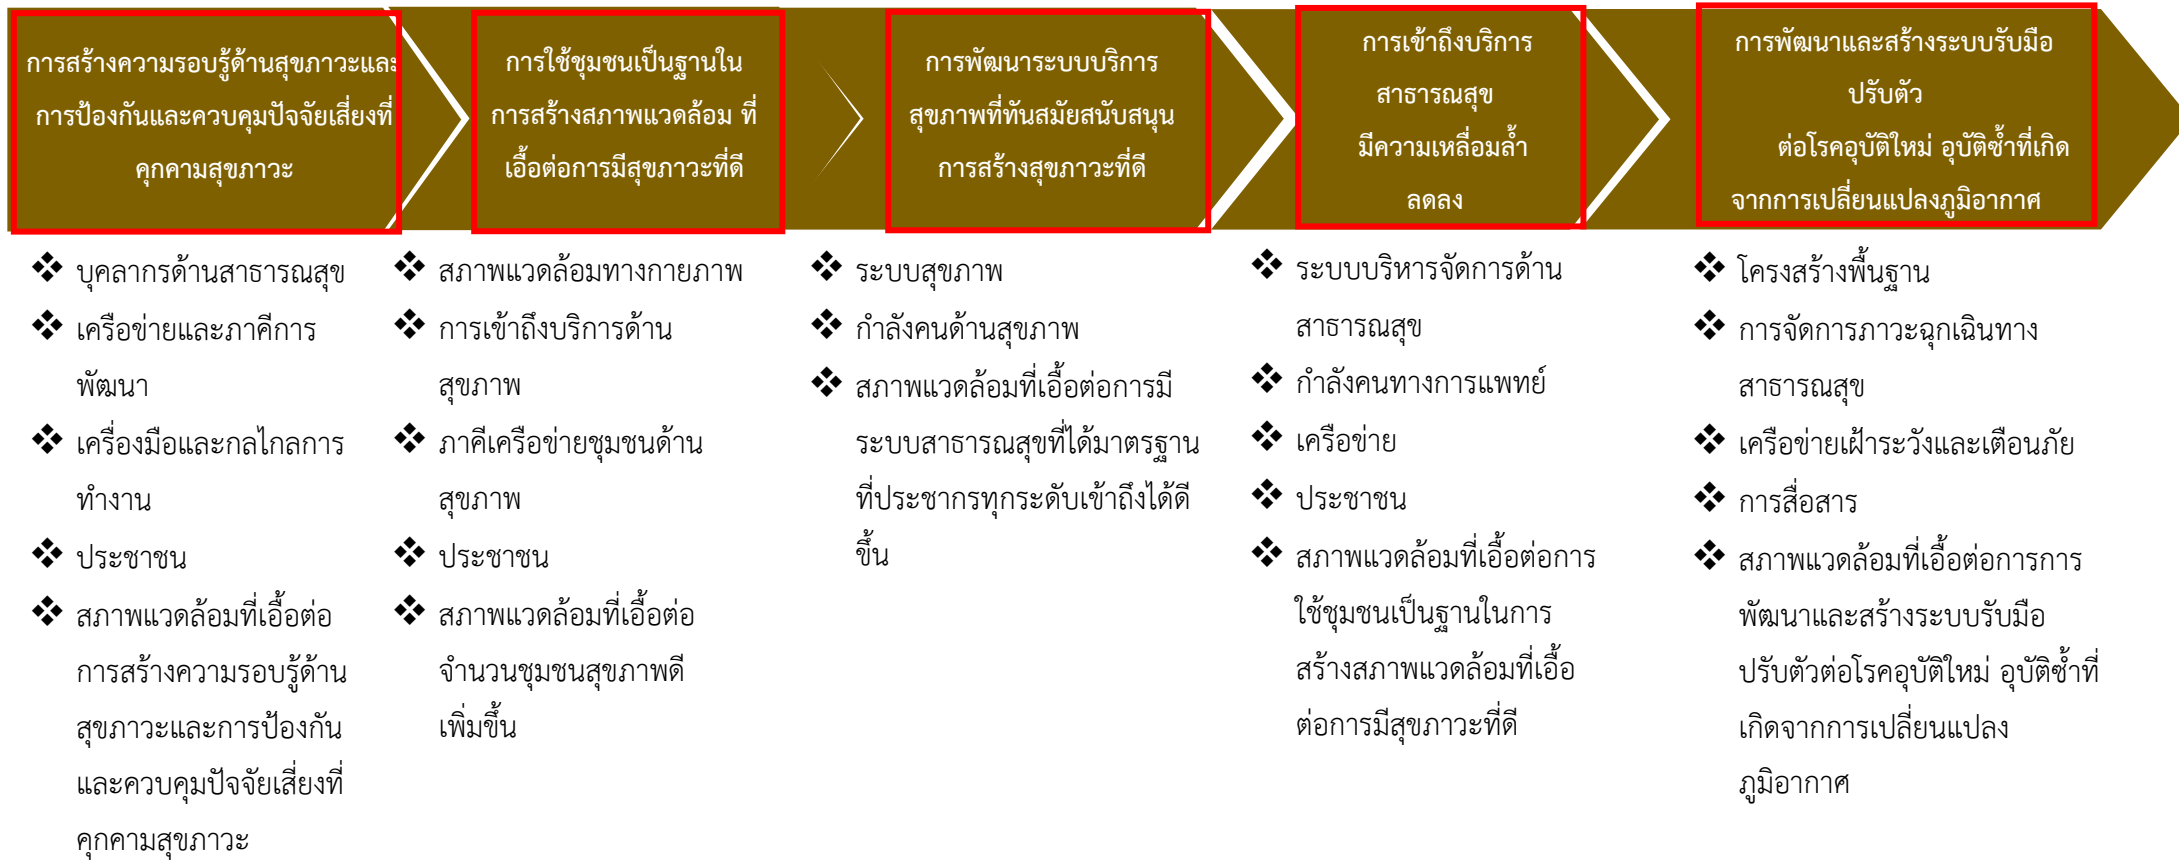 การสร้างความรอบรู้ด้านสุขภาวะและ
การป้องกันและควบคุมปัจจัยเสี่ยงที่
คุกคามสุขภาวะ
การใช้ชุมชนเป็นฐานใน
การสร้างสภาพแวดล้อม ที่
เอื้อต่อการมีสุขภาวะที่ดี
การพัฒนาระบบบริการ
สุขภาพที่ทันสมัยสนับสนุน
การสร้างสุขภาวะที่ดี
การเข้าถึงบริการ
สาธารณสุข
มีความเหลื่อมล้ำ
ลดลง
การพัฒนาและสร้างระบบรับมือ
ปรับตัว
ต่อโรคอุบัติใหม่ อุบัติซ้ำที่เกิด
จากการเปลี่ยนแปลงภูมิอากาศ
❖ บุคลากรด้านสาธารณสุข
❖ เครือข่ายและภาคีการ
พัฒนา
❖ เครื่องมือและกลไกลการ
ทำงาน
❖ ประชาชน
❖ สภาพแวดล้อมที่เอื้อต่อ
การสร้างความรอบรู้ด้าน
สุขภาวะและการป้องกัน
และควบคุมปัจจัยเสี่ยงที่
คุกคามสุขภาวะ
❖ สภาพแวดล้อมทางกายภาพ
❖ การเข้าถึงบริการด้าน
สุขภาพ
❖ ภาคีเครือข่ายชุมชนด้าน
สุขภาพ
❖ ประชาชน
❖ สภาพแวดล้อมที่เอื้อต่อ
จำนวนชุมชนสุขภาพดี
เพิ่มขึ้น
❖ ระบบสุขภาพ
❖ กำลังคนด้านสุขภาพ
❖ สภาพแวดล้อมที่เอื้อต่อการมี
ระบบสาธารณสุขที่ได้มาตรฐาน
ที่ประชากรทุกระดับเข้าถึงได้ดี
ขึ้น
❖ ระบบบริหารจัดการด้าน
สาธารณสุข
❖ กำลังคนทางการแพทย์
❖ เครือข่าย
❖ ประชาชน
❖ สภาพแวดล้อมที่เอื้อต่อการ
ใช้ชุมชนเป็นฐานในการ
สร้างสภาพแวดล้อมที่เอื้อ
ต่อการมีสุขภาวะที่ดี
❖ โครงสร้างพื้นฐาน
❖ การจัดการภาวะฉุกเฉินทาง
สาธารณสุข
❖ เครือข่ายเฝ้าระวังและเตือนภัย
❖ การสื่อสาร
❖ สภาพแวดล้อมที่เอื้อต่อการการ
พัฒนาและสร้างระบบรับมือ
ปรับตัวต่อโรคอุบัติใหม่ อุบัติซ้ำที่
เกิดจากการเปลี่ยนแปลง
ภูมิอากาศ